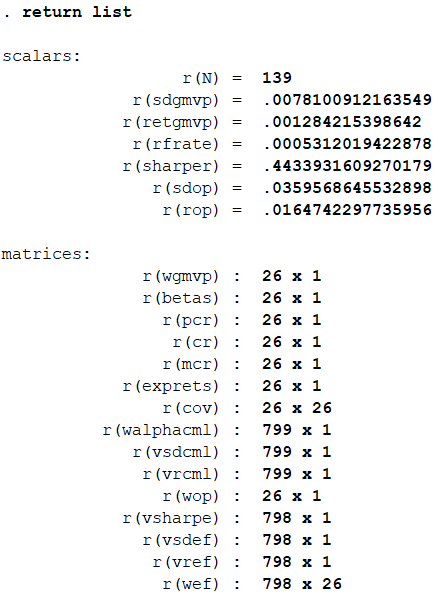 . return list
scalars:
r(N) = 139
r(sdgmvp) = .0078100912163549
r(retgmvp) = .001284215398642
r(rfrate) = .0005312019422878
r(sharper) = .4433931609270179
r(sdop) = .0359568645532898
r(rop) = .0164742297735956
matrices:
r(wgmvp) : 26 x 1
r(betas) : 26 x 1
r(pcr) : 26 x 1
r(cr) : 26 x 1
r(mcr) : 26 x 1
r(exprets) : 26 x 1
r(cov) : 26 x 26
r(walphacml) : 799 x 1
r(vsdcml) : 799 x 1
r(vrcml) : 799 x 1
r(wop) : 26 x 1
r(vsharpe) : 798 x 1
r(vsdef) : 798 x 1
r(vref) : 798 x 1
r(wef) : 798 x 26